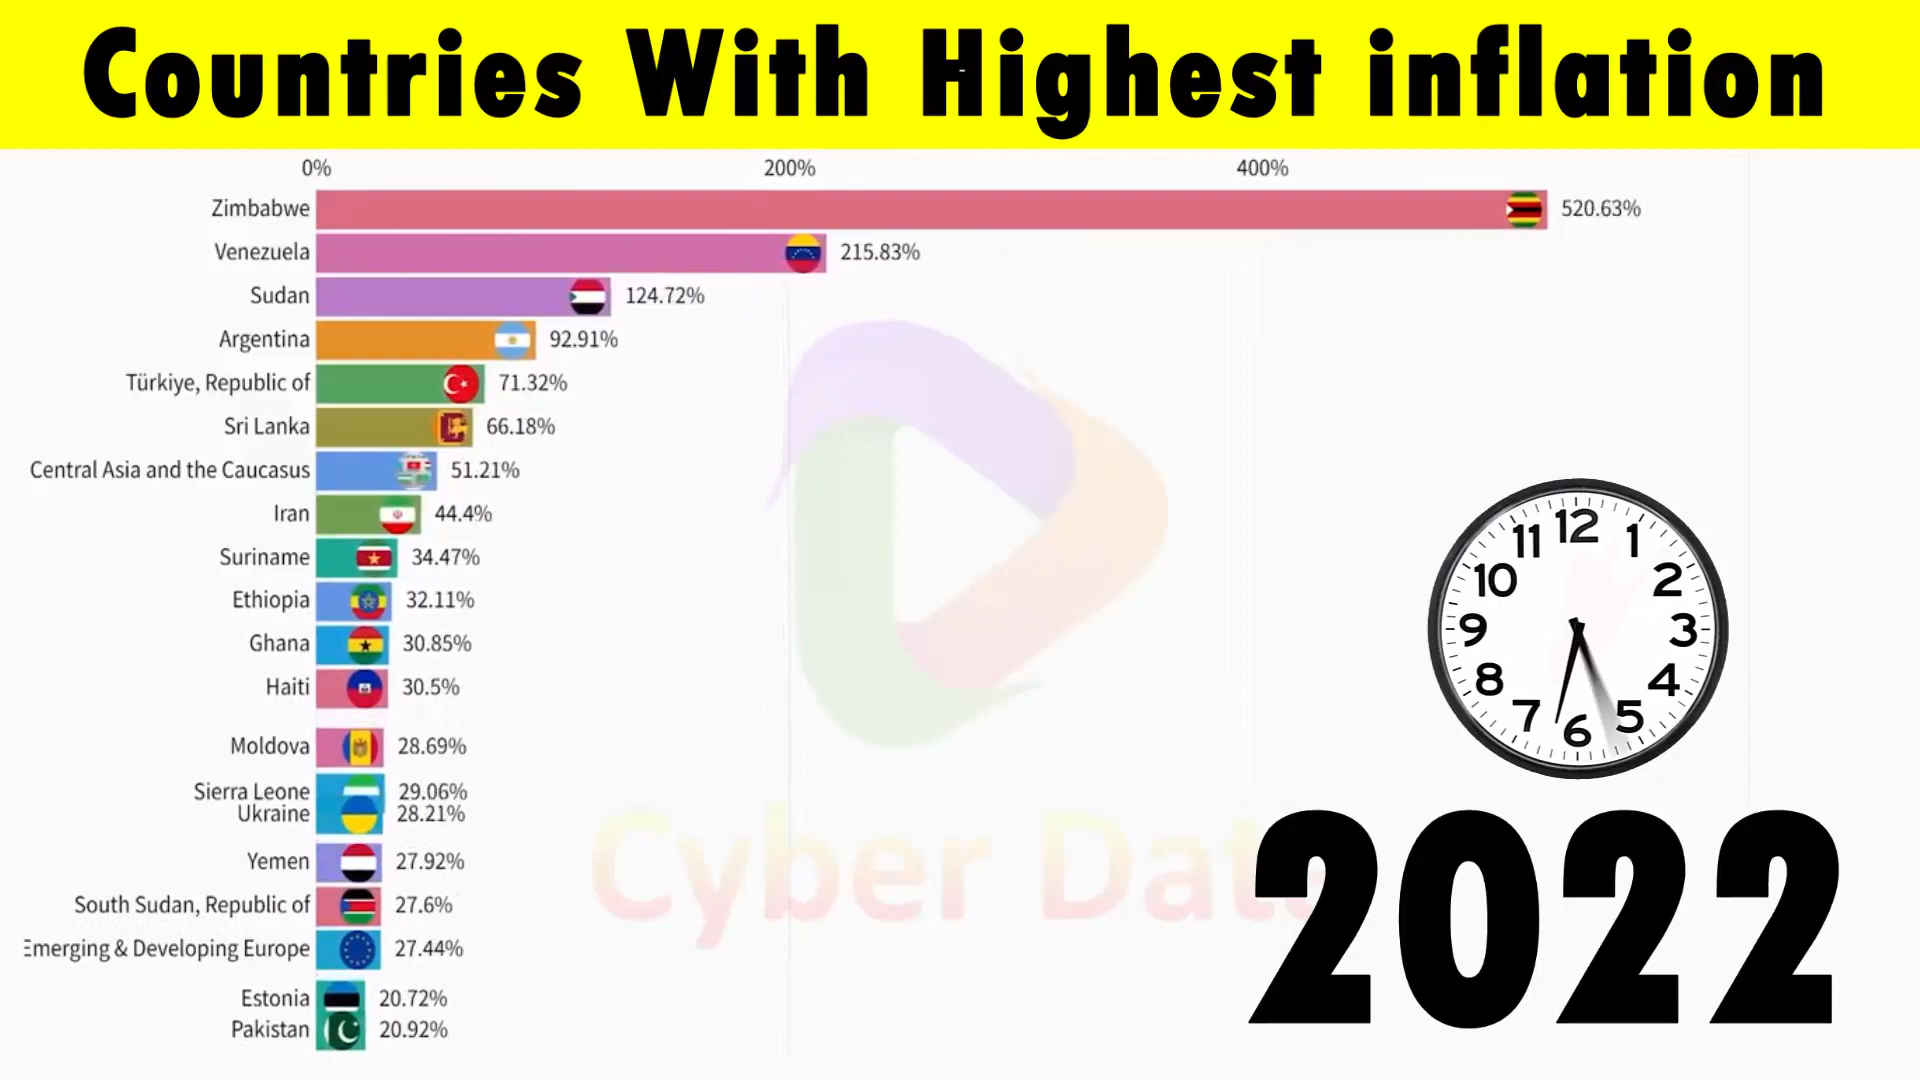 Countries With Highest inflation
0% 200% 400%
Zimbabwe 520.63%
Venezuela 215.83%
Sudan 124.72%
Argentina 92.91%
Türkiye, Republic of 71.32%
Sri Lanka 66.18%
Central Asia and the Caucasus 51.21%
Iran 44.4%
Suriname 34.47%
Ethiopia 32.11%
Ghana 30.85%
Haiti 30.5%
Moldova 28.69%
Sierra Leone 29.06%
Ukraine 28.21%
Yemen 27.92%
South Sudan, Republic of 27.6%
Emerging & Developing Europe 27.44%
Estonia 20.72%
Pakistan 20.92%
Cyber Data
12
1
2
3
4
5
6
7
8
9
10
11
2022